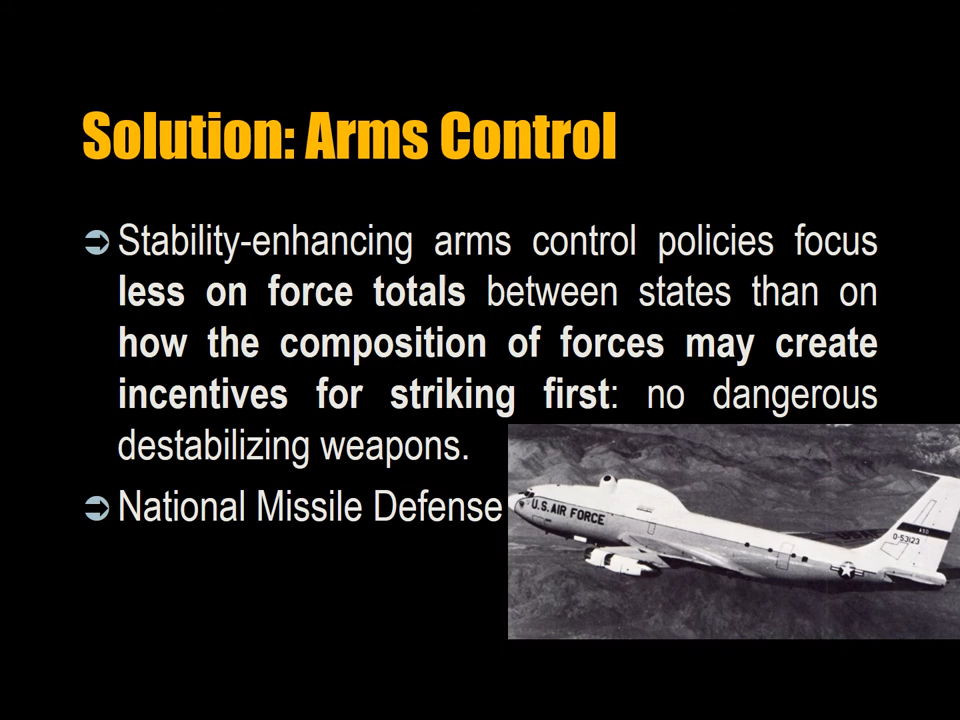 Solution: Arms Control
Stability-enhancing arms control policies focus
less on force totals between states than on
how the composition of forces may create
incentives for striking first: no dangerous
destabilizing weapons.
National Missile Defense
U.S. AIR FORCE
ASD
0-53123